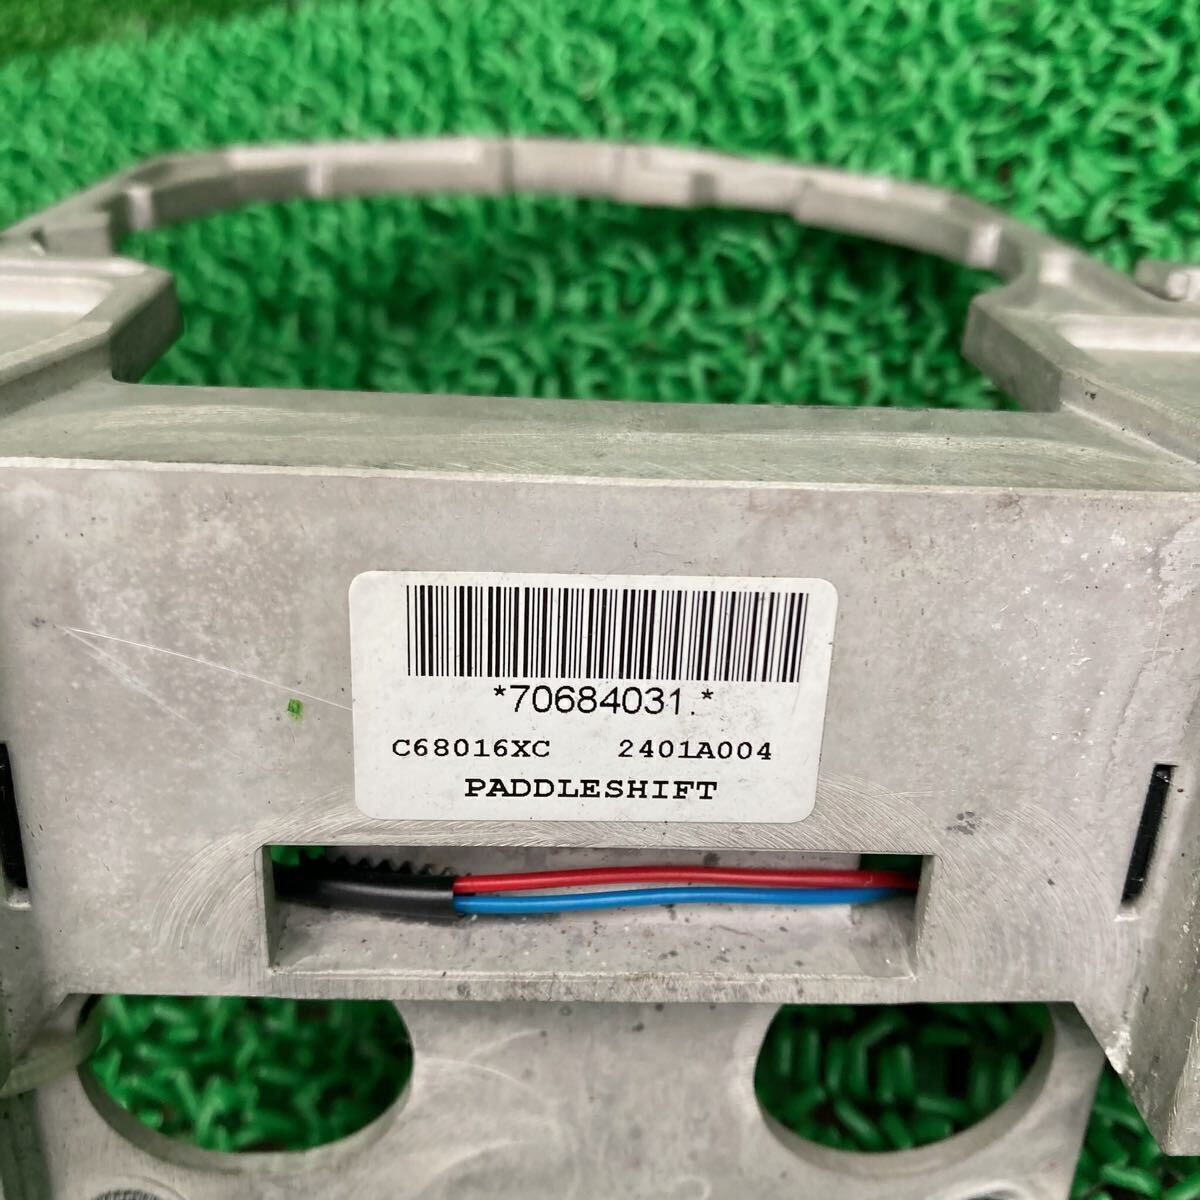 *70684031.*
C68016XC 2401A004
PADDLESHIFT